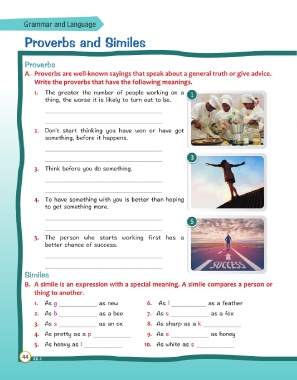 Grammar and Language
Proverbs and Similes
Proverbs
A. Proverbs are well-known sayings that speak about a general truth or give advice.
Write the proverbs that have the following meanings.
1. The greater the number of people working on a
thing, the worse it is likely to turn out to be.
1
2. Don't start thinking you have won or have got
something, before it happens.
3
3. Think before you do something.
4. To have something with you is better than hoping
to get something more.
5
5. The person who starts working first has a
better chance of success.
SUCCESS
Similes
B. A simile is an expression with a special meaning. A simile compares a person or
thing to another.
1. As g__________ as new
2. As b__________ as a bee
3. As s__________ as an ox
4. As pretty as a p__________
5. As heavy as l__________
6. As l__________ as a feather
7. As s__________ as a fox
8. As sharp as a k__________
9. As s__________ as honey
10. As white as s__________
44